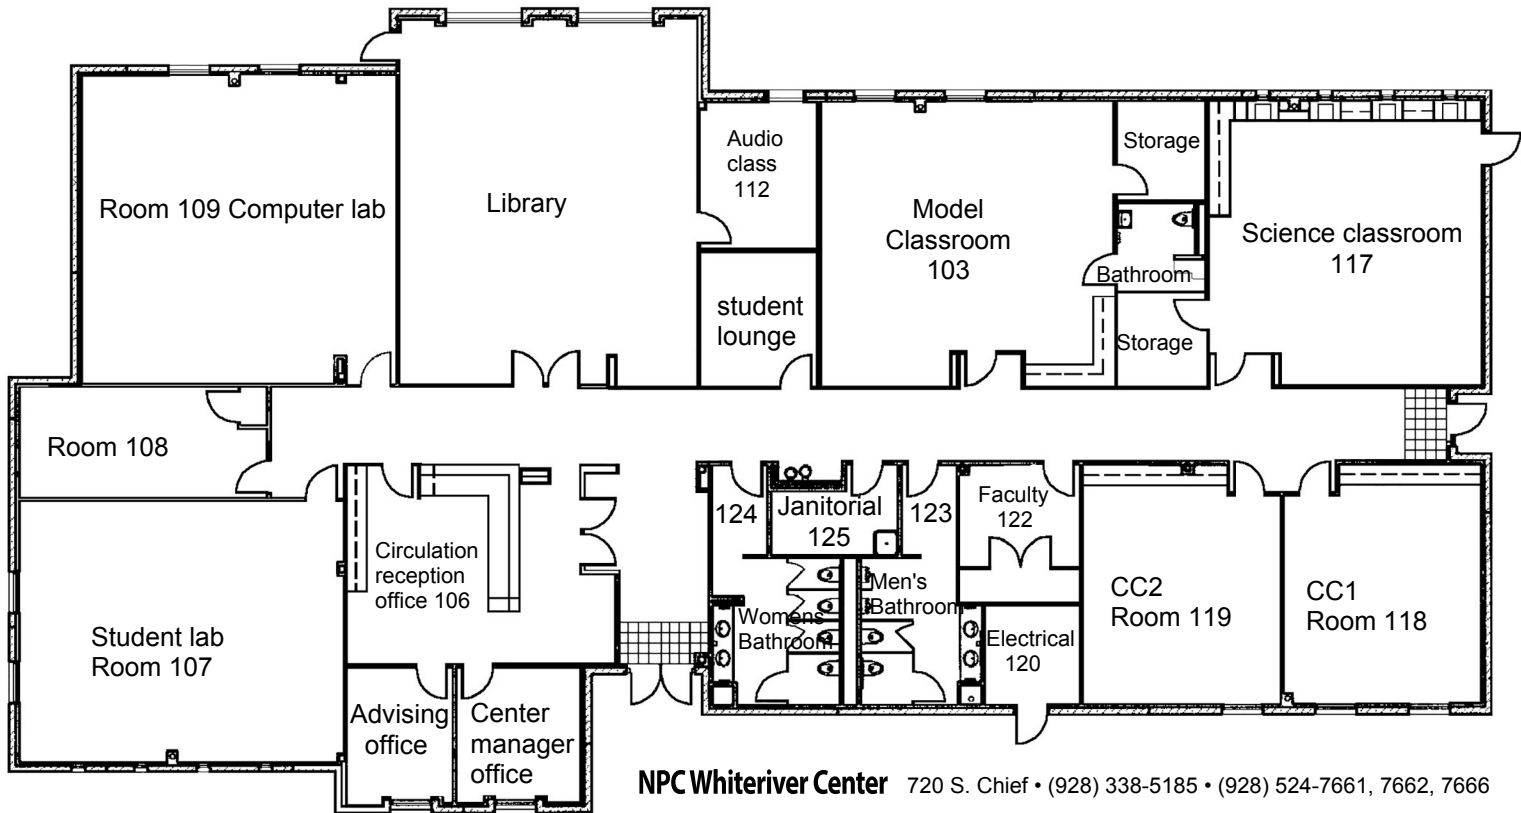 Room 109 Computer lab
Library
Audio
class
112
student
lounge
Model
Classroom
103
Storage
Bathroom
Storage
Science classroom
117
Room 108
Student lab
Room 107
Circulation
reception
office 106
Advising
office
Center
manager
office
124
Janitorial
125
123
Womens
Bathroom
Men's
Bathroom
Faculty
122
Electrical
120
CC2
Room 119
CC1
Room 118
NPC Whiteriver Center 720 S. Chief • (928) 338-5185 • (928) 524-7661, 7662, 7666